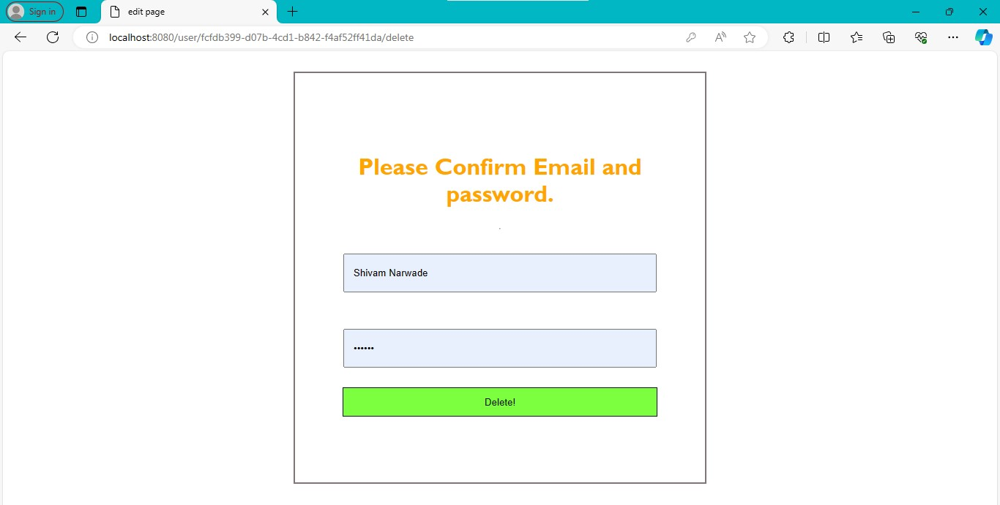 Sign in
edit page
localhost:8080/user/fcfdb399-d07b-4cd1-b842-f4af52ff41da/delete
Please Confirm Email and
password.
.
Shivam Narwade
••••••
Delete!